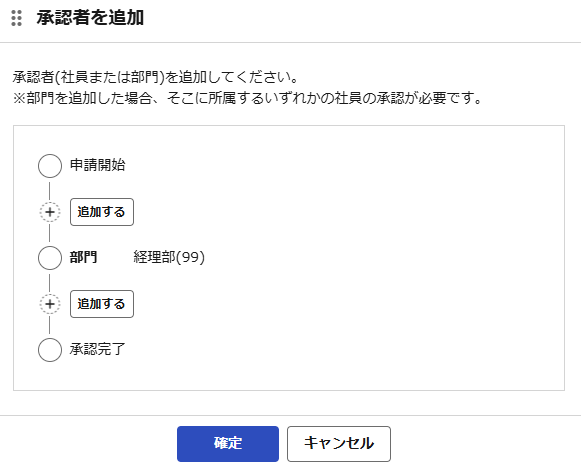 承認者を追加
承認者(社員または部門)を追加してください。
※部門を追加した場合、そこに所属するいずれかの社員の承認が必要です。
申請開始
追加する
部門 経理部(99)
追加する
承認完了
確定 キャンセル